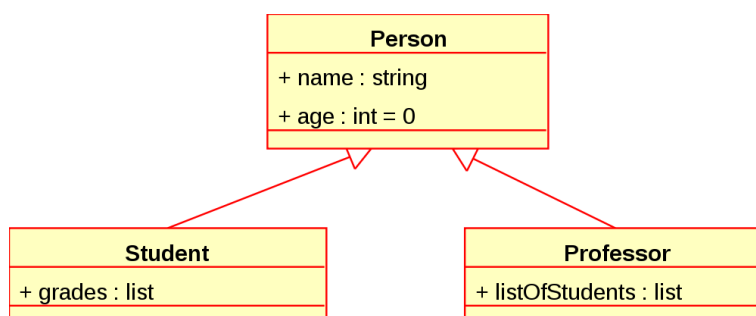 Person
+ name : string
+ age : int = 0
Student
+ grades : list
Professor
+ listOfStudents : list